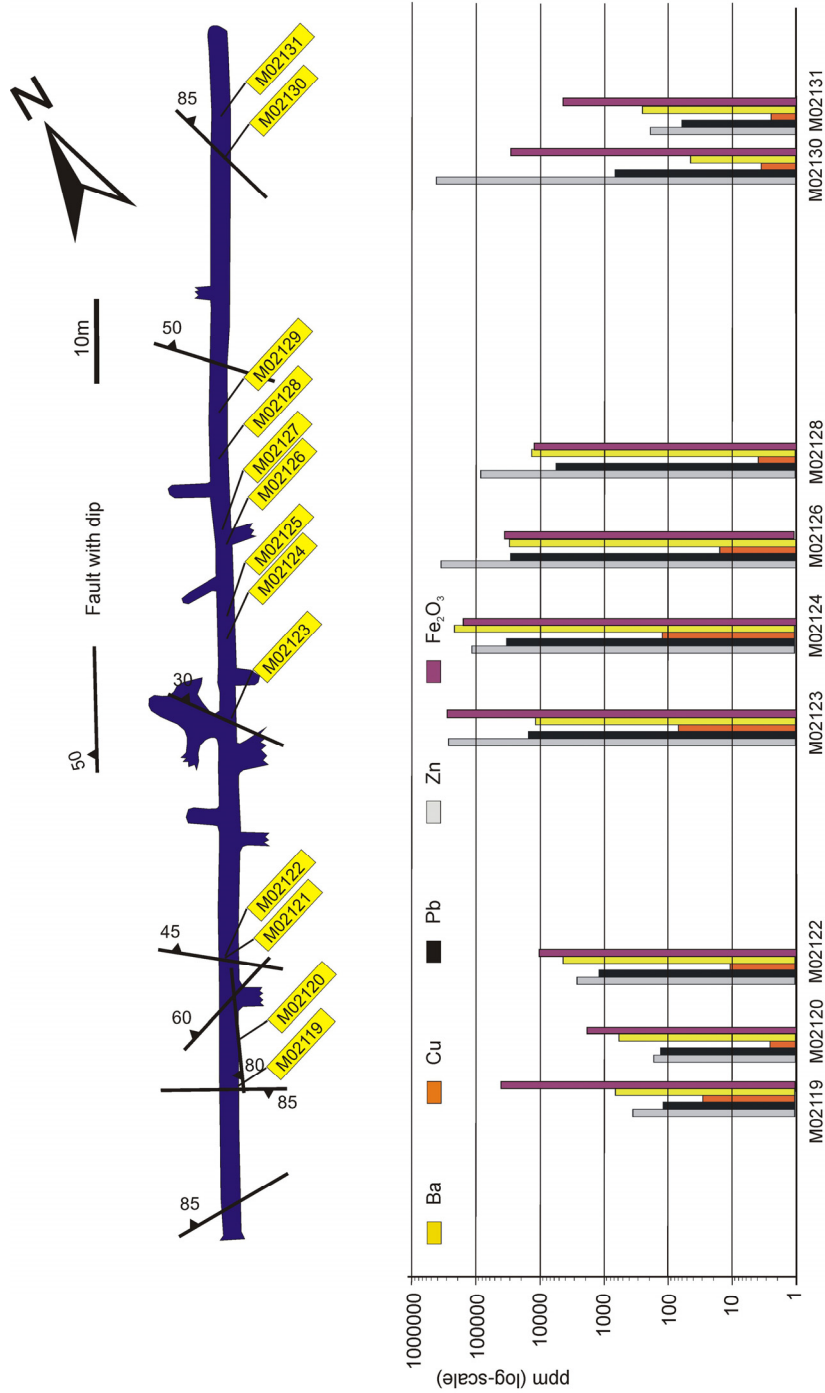 N
10m
Fault with dip
50
85
85
80
60
45
30
50
85
M02119
M02120
M02121
M02122
M02123
M02124
M02125
M02126
M02127
M02128
M02129
M02130
M02131
Ba
Cu
Pb
Zn
Fe₂O₃
ppm (log-scale)
1000000
100000
10000
1000
100
10
1
M02119
M02120
M02122
M02123
M02124
M02126
M02128
M02130
M02131